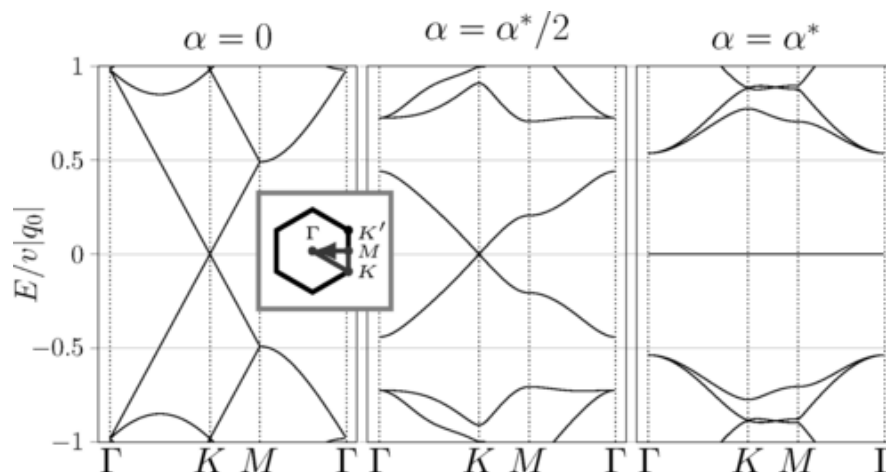 α = 0
α = α*/2
α = α*
E/v|q₀|
1
0.5
0
−0.5
−1
Γ
K′
M
K
Γ K M Γ
Γ K M Γ
Γ K M Γ